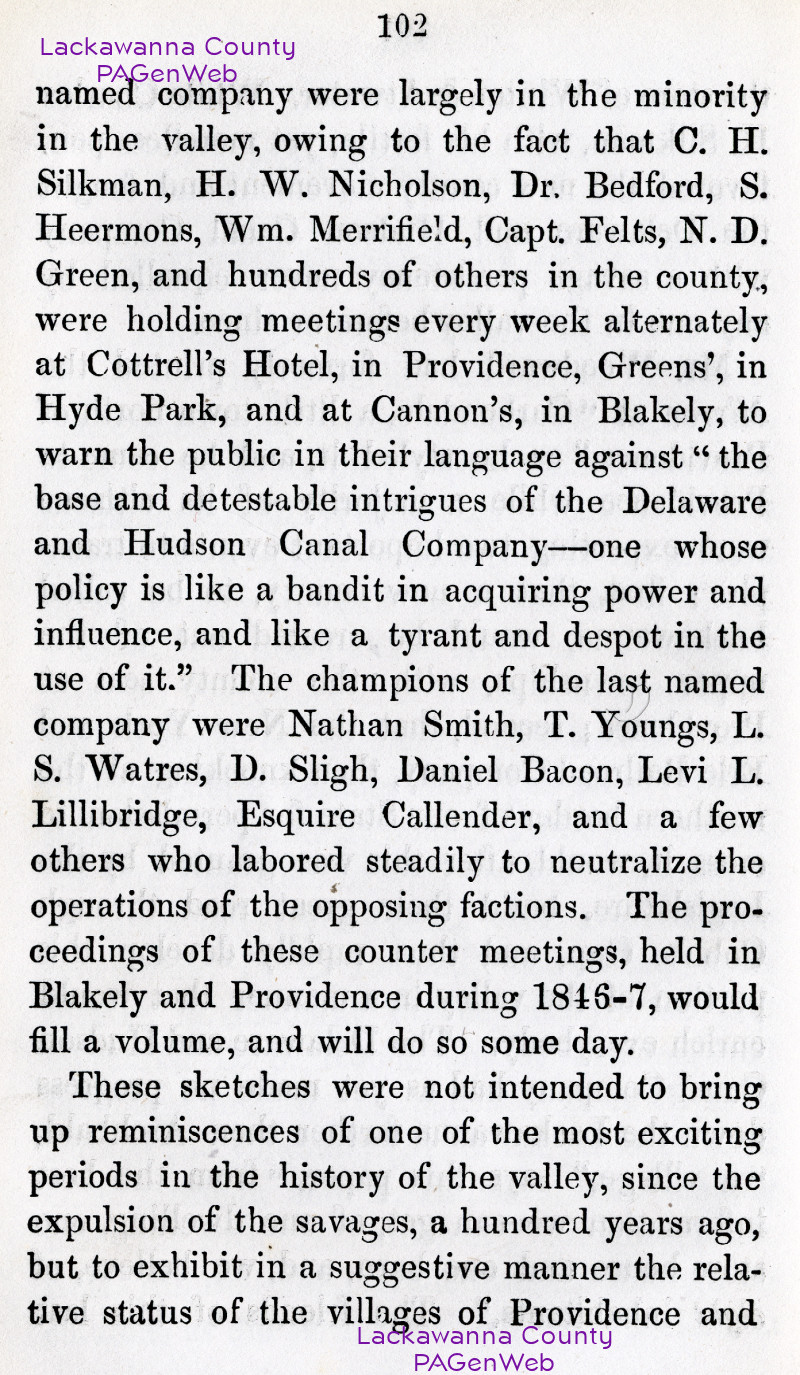 102
Lackawanna County
PAGenWeb
named company were largely in the minority
in the valley, owing to the fact that C. H.
Silkman, H. W. Nicholson, Dr. Bedford, S.
Heermons, Wm. Merrifield, Capt. Felts, N. D.
Green, and hundreds of others in the county,
were holding meetings every week alternately
at Cottrell's Hotel, in Providence, Greens', in
Hyde Park, and at Cannon's, in Blakely, to
warn the public in their language against “ the
base and detestable intrigues of the Delaware
and Hudson Canal Company—one whose
policy is like a bandit in acquiring power and
influence, and like a tyrant and despot in the
use of it.” The champions of the last named
company were Nathan Smith, T. Youngs, L.
S. Watres, D. Sligh, Daniel Bacon, Levi L.
Lillibridge, Esquire Callender, and a few
others who labored steadily to neutralize the
operations of the opposing factions. The pro-
ceedings of these counter meetings, held in
Blakely and Providence during 1846-7, would
fill a volume, and will do so some day.
These sketches were not intended to bring
up reminiscences of one of the most exciting
periods in the history of the valley, since the
expulsion of the savages, a hundred years ago,
but to exhibit in a suggestive manner the rela-
tive status of the villages of Providence and
Lackawanna County
PAGenWeb